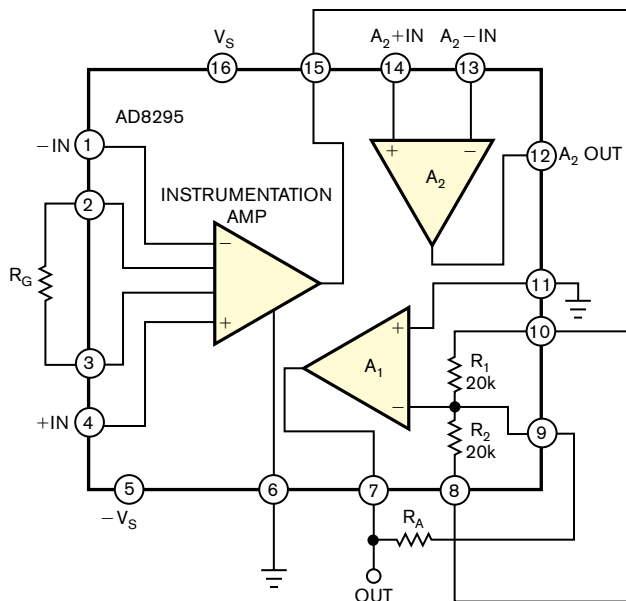 V_S A₂+IN A₂−IN
16 15 14 13
AD8295
−IN 1
+ −
A₂
12 A₂ OUT
2
INSTRUMENTATION
AMP
−
R_G
11
+
10
+
R₁
20k
A₁
3
−
R₂
20k
9
+IN 4
5 6 7 8
−V_S
R_A
OUT